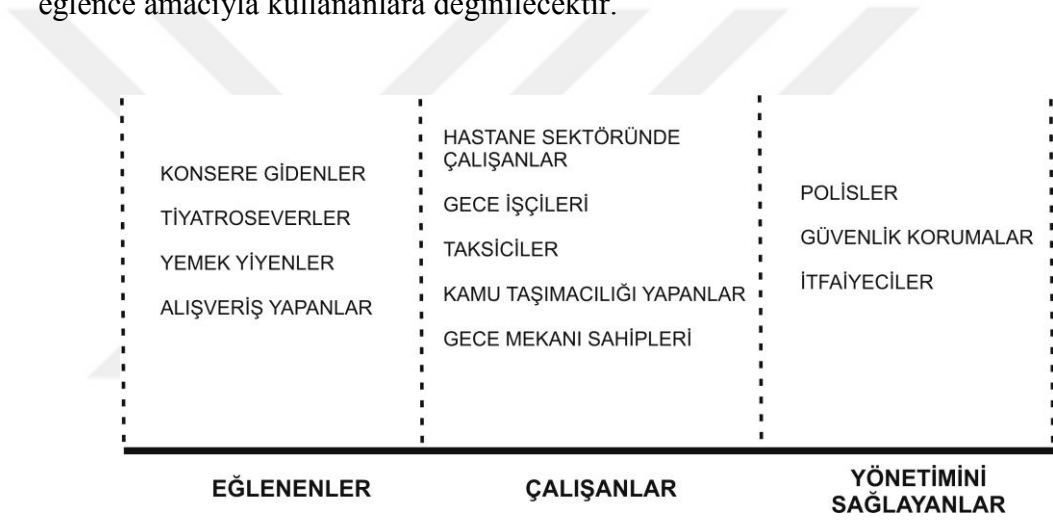 eğlence amacıyla kullananlara değinilecektir.
KONSERE GİDENLER
TİYATROSEVERLER
YEMEK YİYENLER
ALIŞVERİŞ YAPANLAR
HASTANE SEKTÖRÜNDE
ÇALIŞANLAR
GECE İŞÇİLERİ
TAKSİCİLER
KAMU TAŞIMACILIĞI YAPANLAR
GECE MEKANI SAHİPLERİ
POLİSLER
GÜVENLİK KORUMALAR
İTFAİYECİLER
EĞLENENLER
ÇALIŞANLAR
YÖNETİMİNİ
SAĞLAYANLAR